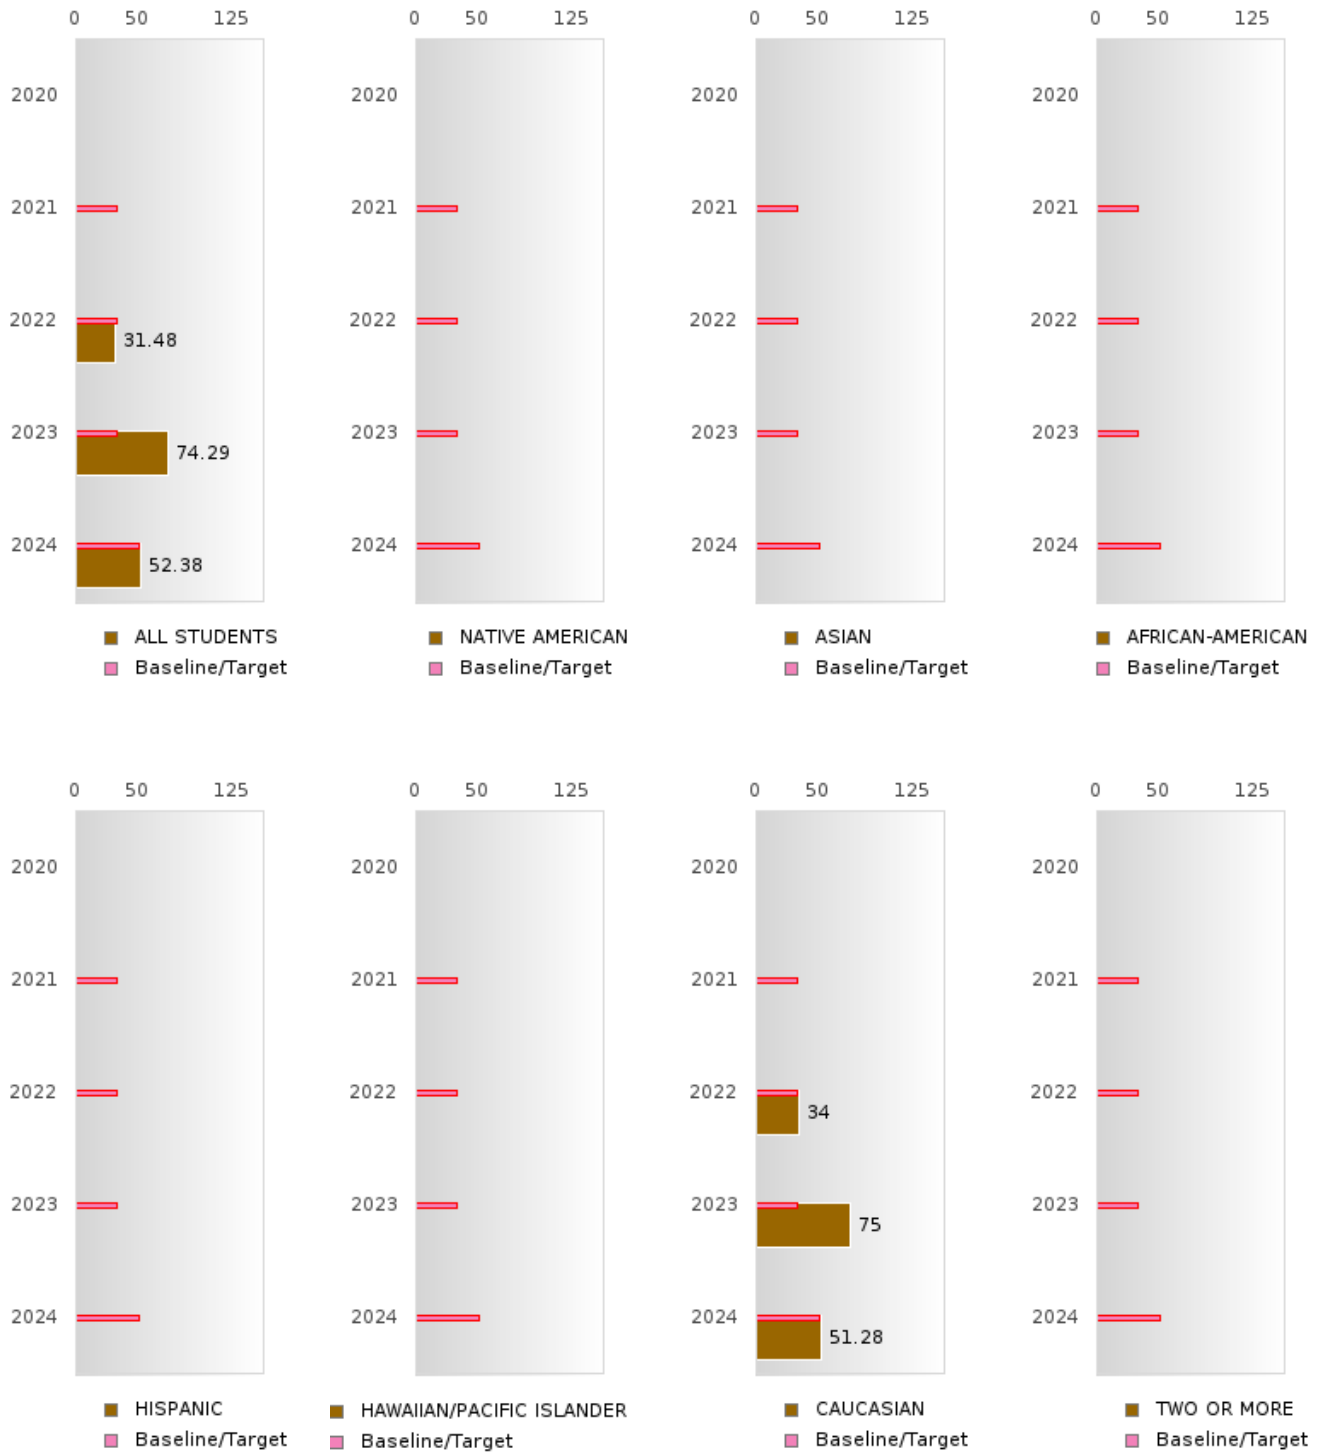 0 50 125 0 50 125 0 50 125 0 50 125
2020 2020 2020 2020
2021 2021 2021 2021
2022 31.48 2022 2022 2022
2023 74.29 2023 2023 2023
2024 52.38 2024 2024 2024
ALL STUDENTS NATIVE AMERICAN ASIAN AFRICAN-AMERICAN
Baseline/Target Baseline/Target Baseline/Target Baseline/Target
0 50 125 0 50 125 0 50 125 0 50 125
2020 2020 2020 2020
2021 2021 2021 2021
2022 2022 2022 34 2022
2023 2023 2023 75 2023
2024 2024 2024 51.28 2024
HISPANIC HAWAIIAN/PACIFIC ISLANDER CAUCASIAN TWO OR MORE
Baseline/Target Baseline/Target Baseline/Target Baseline/Target